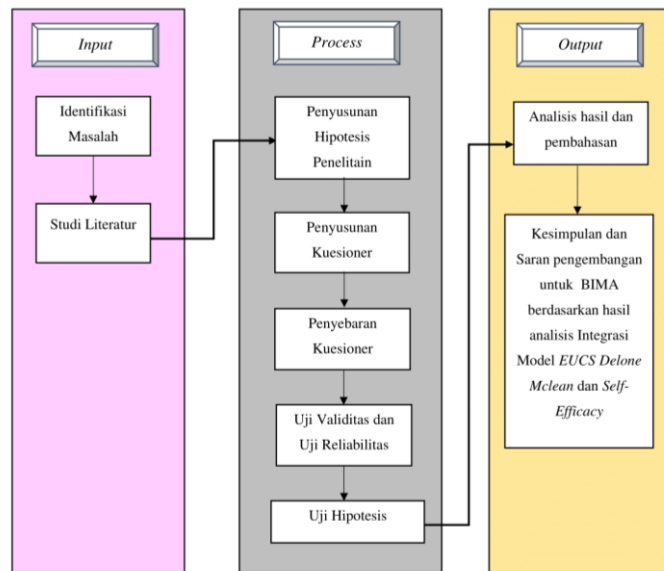 Input
Identifikasi
Masalah
Studi Literatur
Process
Penyusunan
Hipotesis
Penelitain
Penyusunan
Kuesioner
Penyebaran
Kuesioner
Uji Validitas dan
Uji Reliabilitas
Uji Hipotesis
Output
Analisis hasil dan
pembahasan
Kesimpulan dan
Saran pengembangan
untuk BIMA
berdasarkan hasil
analisis Integrasi
Model EUCS Delone
Mclean dan Self-
Efficacy